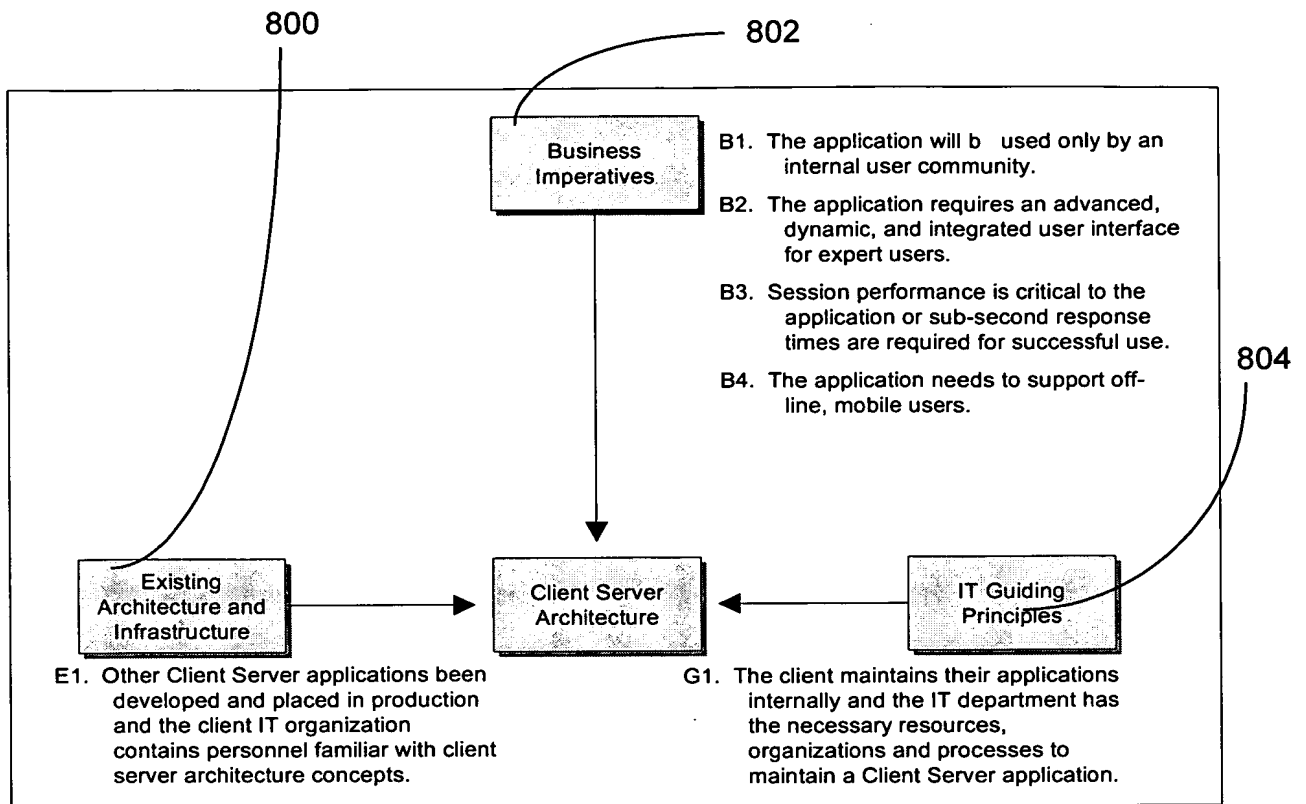 800
802
Business
Imperatives
B1. The application will b used only by an
internal user community.
B2. The application requires an advanced,
dynamic, and integrated user interface
for expert users.
B3. Session performance is critical to the
application or sub-second response
times are required for successful use.
B4. The application needs to support off-
line, mobile users.
804
Existing
Architecture and
Infrastructure
Client Server
Architecture
IT Guiding
Principles
E1. Other Client Server applications been
developed and placed in production
and the client IT organization
contains personnel familiar with client
server architecture concepts.
G1. The client maintains their applications
internally and the IT department has
the necessary resources,
organizations and processes to
maintain a Client Server application.